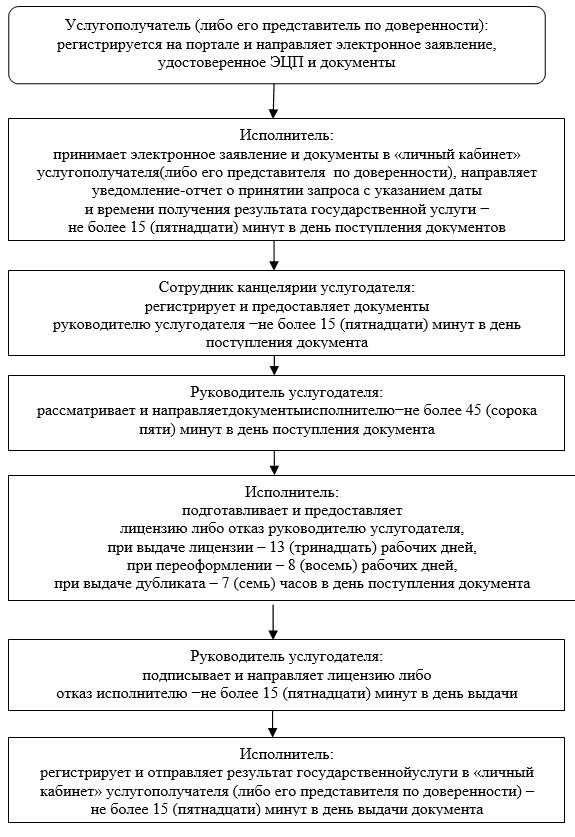 Услугополучатель (либо его представитель по доверенности):
регистрируется на портале и направляет электронное заявление,
удостоверенное ЭЦП и документы
Исполнитель:
принимает электронное заявление и документы в «личный кабинет»
услугополучателя(либо его представителя по доверенности), направляет
уведомление-отчет о принятии запроса с указанием даты
и времени получения результата государственной услуги −
не более 15 (пятнадцати) минут в день поступления документов
Сотрудник канцелярии услугодателя:
регистрирует и предоставляет документы
руководителю услугодателя −не более 15 (пятнадцати) минут в день
поступления документа
Руководитель услугодателя:
рассматривает и направляетдокументыисполнителю−не более 45 (сорока
пяти) минут в день поступления документа
Исполнитель:
подготавливает и предоставляет
лицензию либо отказ руководителю услугодателя,
при выдаче лицензии – 13 (тринадцать) рабочих дней,
при переоформлении – 8 (восемь) рабочих дней,
при выдаче дубликата – 7 (семь) часов в день поступления документа
Руководитель услугодателя:
подписывает и направляет лицензию либо
отказ исполнителю −не более 15 (пятнадцати) минут в день выдачи
Исполнитель:
регистрирует и отправляет результат государственнойуслуги в «личный
кабинет» услугополучателя (либо его представителя по доверенности) –
не более 15 (пятнадцати) минут в день выдачи документа